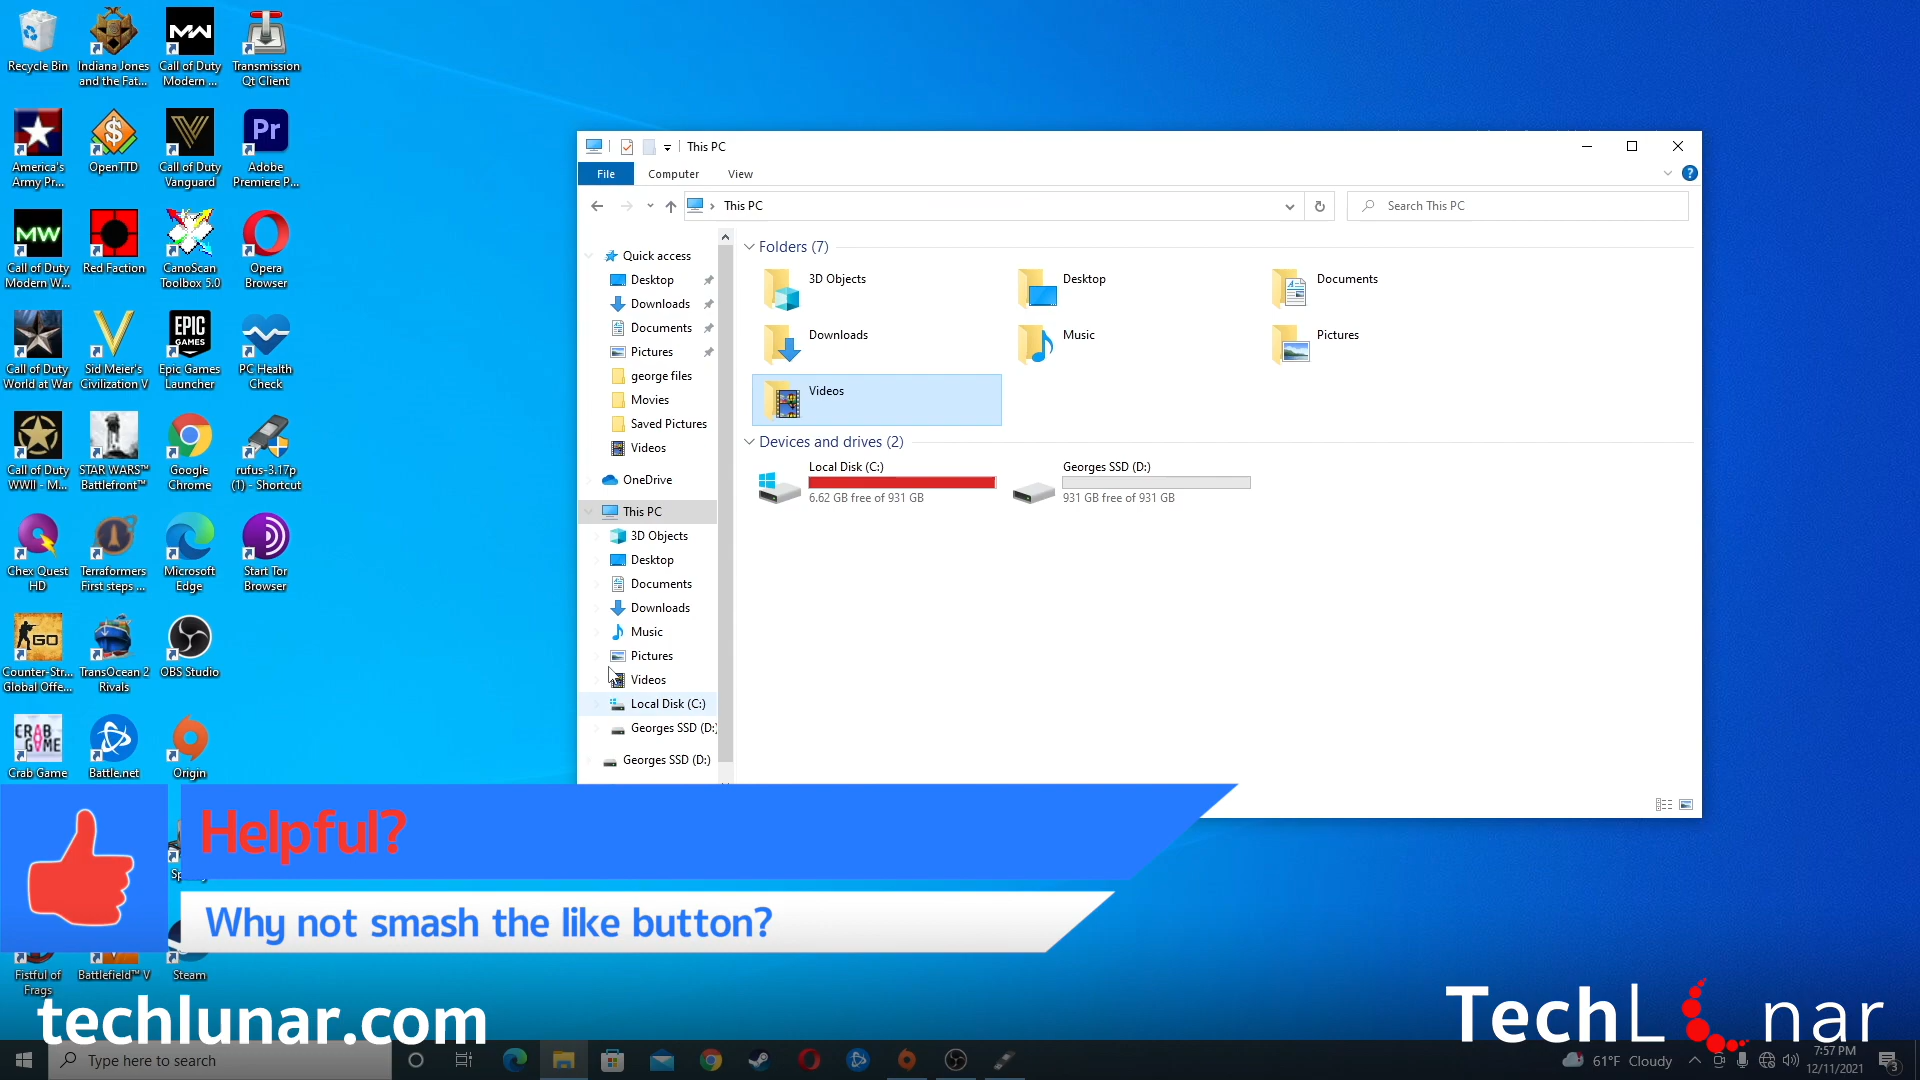 Recycle Bin
Indiana Jones
and the Fat...
Call of Duty
Modern ...
Transmission
Qt Client
America's
Army Pr...
OpenTTD
Call of Duty
Vanguard
Pr
Adobe
Premiere P...
MW
Call of Duty
Modern W...
Red Faction
CanoScan
Toolbox 5.0
Opera
Browser
Call of Duty
World at War
Sid Meier's
Civilization V
EPIC
GAMES
Epic Games
Launcher
PC Health
Check
Call of Duty
WWII - M...
STAR WARS™
Battlefront™
Google
Chrome
rufus-3.17p
(1) - Shortcut
Chex Quest
HD
Terraformers
First steps ...
Microsoft
Edge
Start Tor
Browser
GO
Counter-Str...
Global Offe...
TransOcean 2
Rivals
OBS Studio
CRAB
GAME
Crab Game
Battle.net
Origin
Fistful of
Frags
Battlefield™ V
Steam
This PC
File
Computer
View
This PC
Search This PC
Quick access
Desktop
Downloads
Documents
Pictures
george files
Movies
Saved Pictures
Videos
OneDrive
This PC
3D Objects
Desktop
Documents
Downloads
Music
Pictures
Videos
Local Disk (C:)
Georges SSD (D:)
Georges SSD (D:)
Folders (7)
3D Objects
Desktop
Documents
Downloads
Music
Pictures
Videos
Devices and drives (2)
Local Disk (C:)
6.62 GB free of 931 GB
Georges SSD (D:)
931 GB free of 931 GB
Helpful?
Why not smash the like button?
techlunar.com
TechLunar
Type here to search
61°F Cloudy
7:57 PM
12/11/2021
3